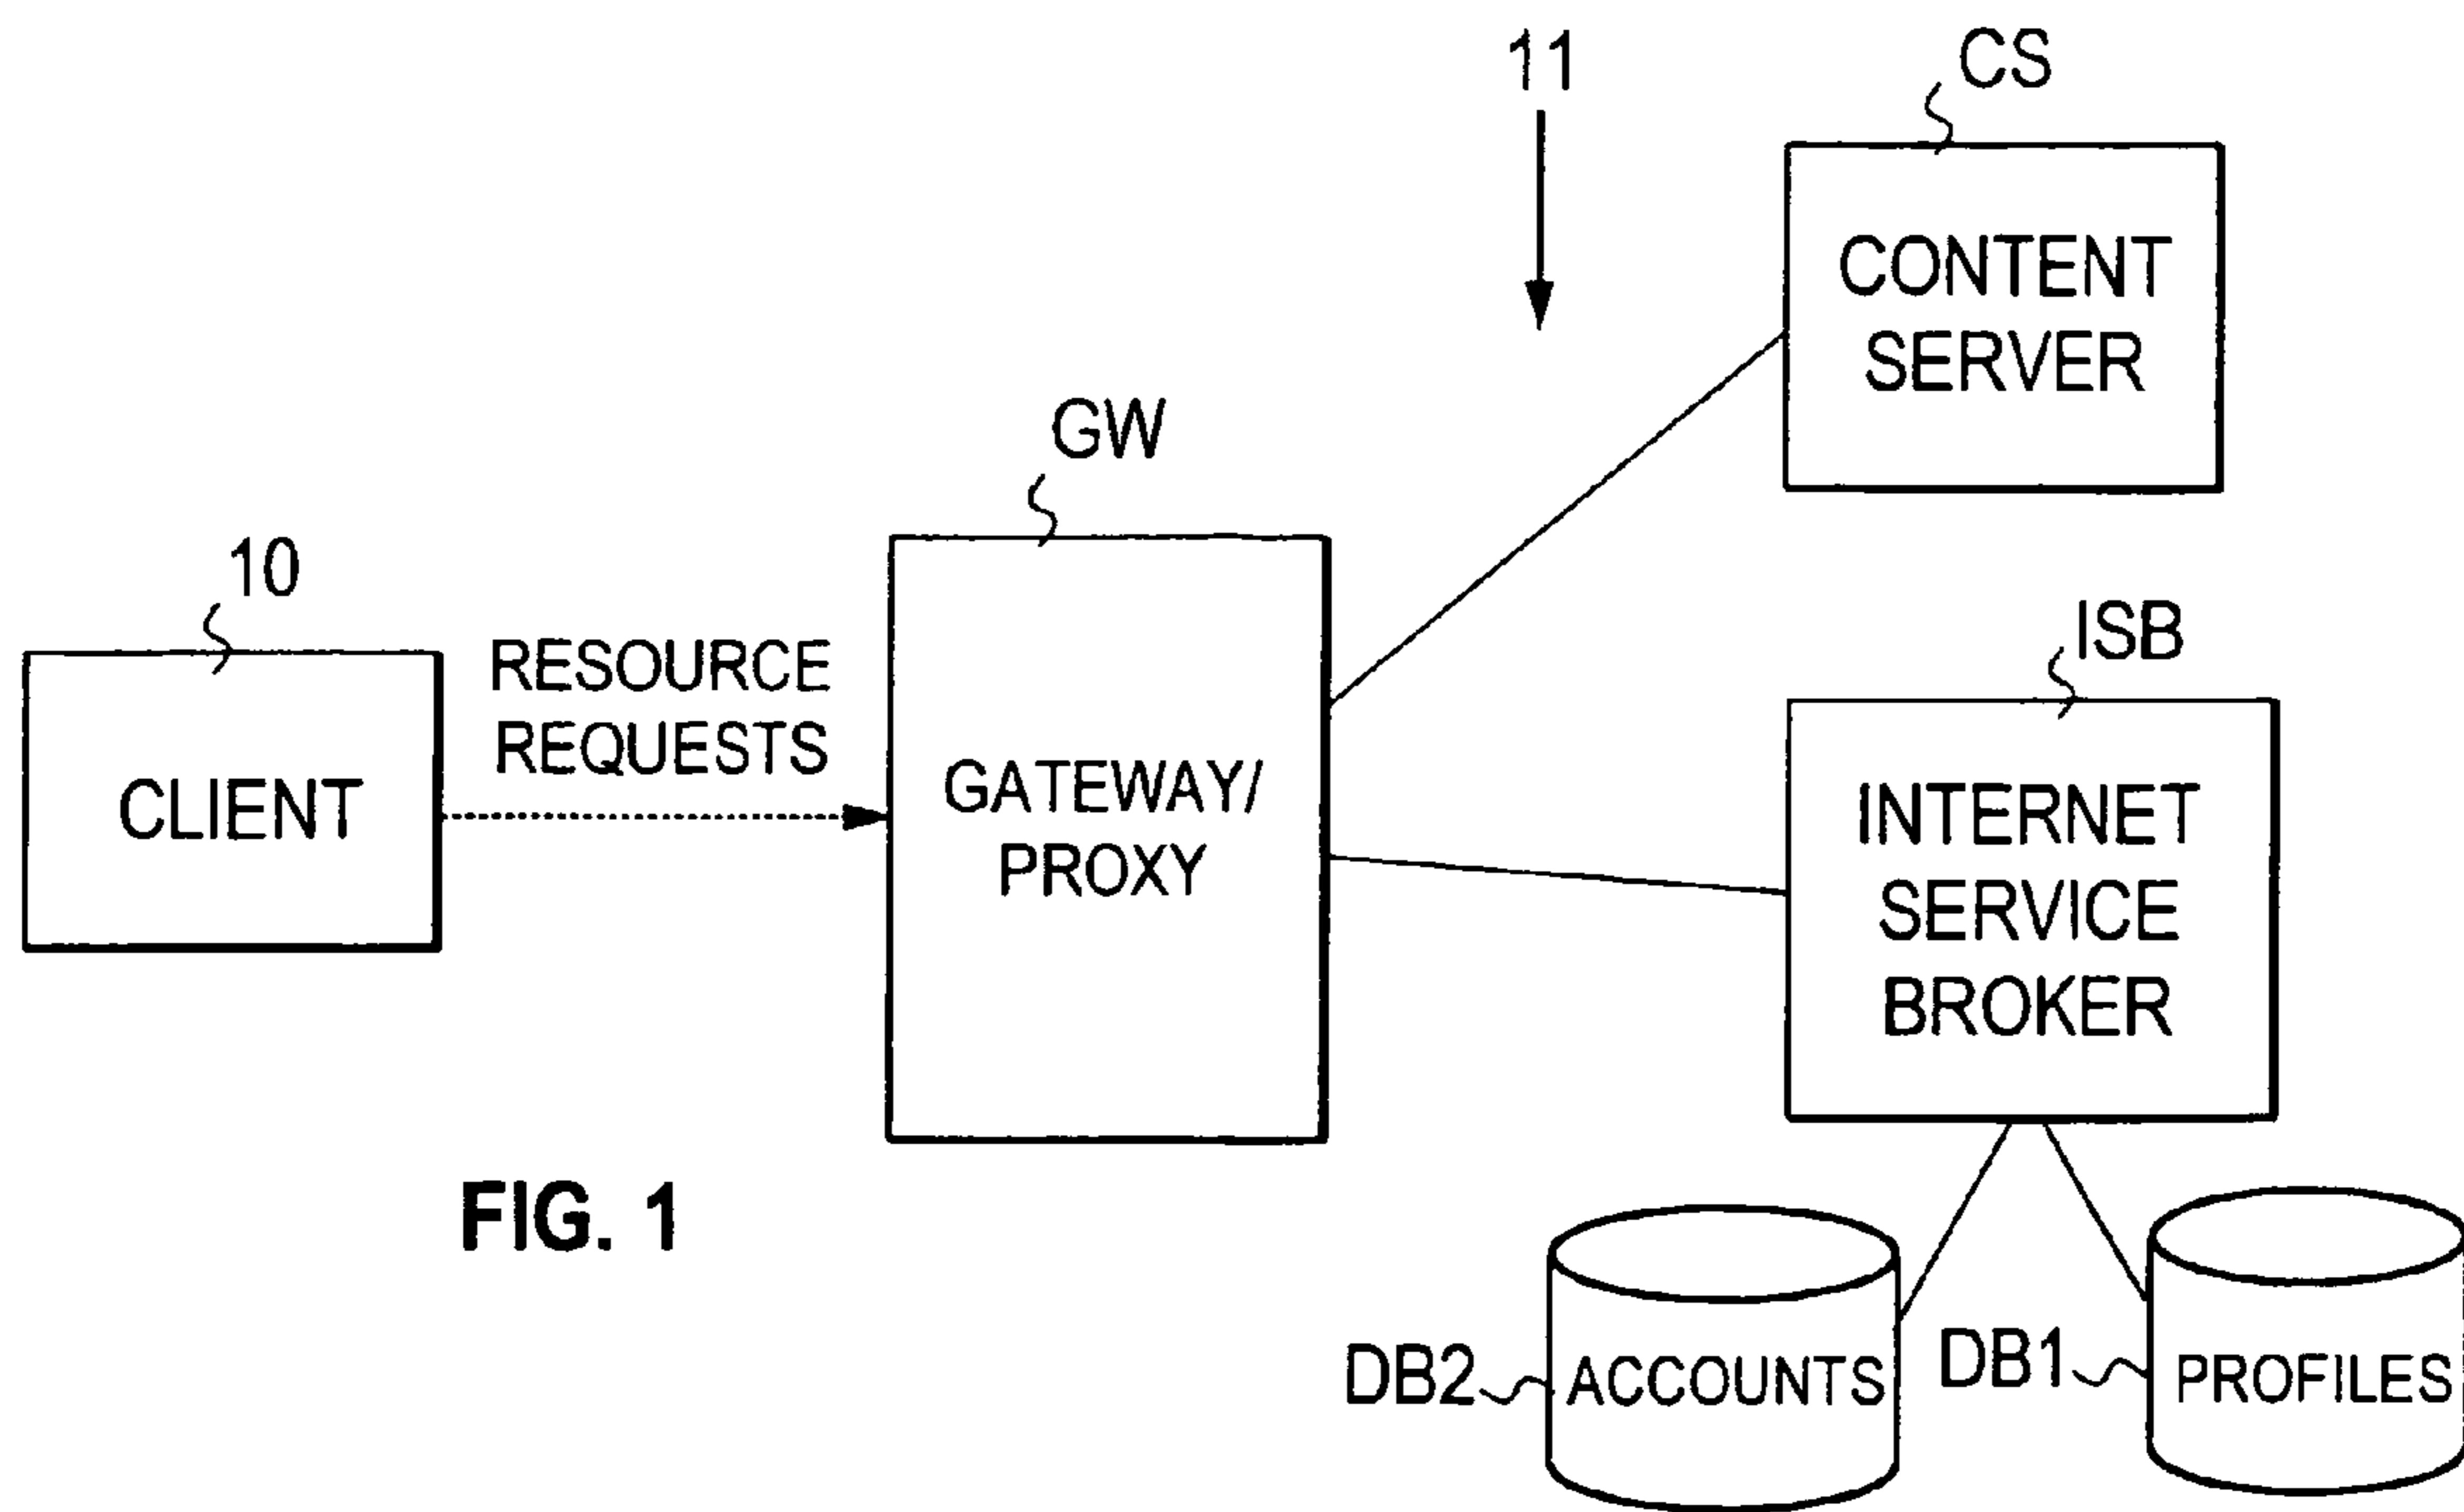 11
CS
CONTENT
SERVER
GW
10
RESOURCE
REQUESTS
CLIENT
GATEWAY/
PROXY
ISB
INTERNET
SERVICE
BROKER
FIG. 1
DB2
ACCOUNTS
DB1
PROFILES